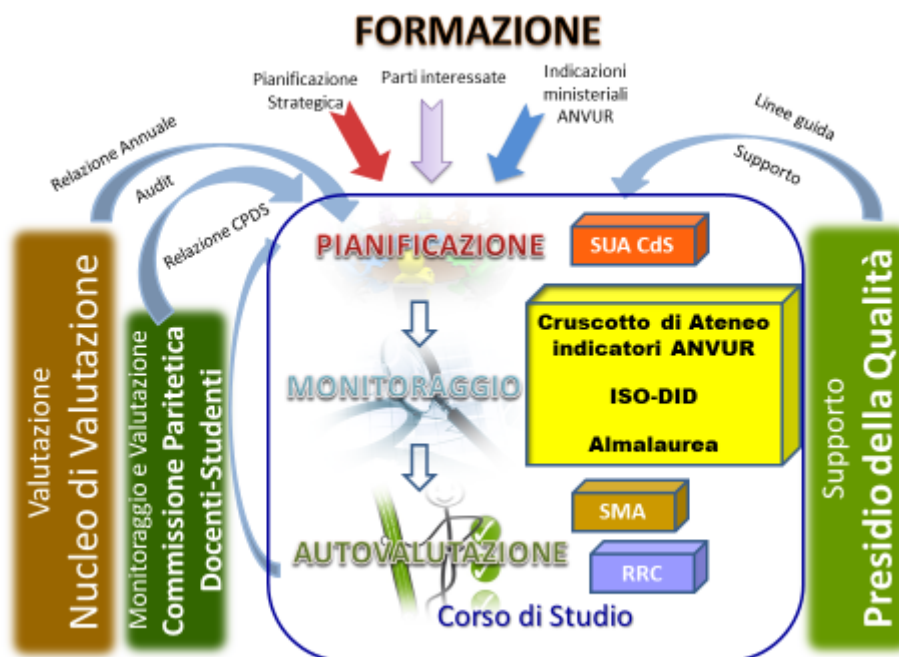 FORMAZIONE
Pianificazione
Strategica
Parti interessate
Indicazioni
ministeriali
ANVUR
Relazione Annuale
Audit
Relazione CPDS
Linee guida
Supporto
Valutazione
Nucleo di Valutazione
Monitoraggio e Valutazione
Commissione Paritetica
Docenti-Studenti
PIANIFICAZIONE
SUA CdS
Cruscotto di Ateneo
indicatori ANVUR
ISO-DID
Almalaurea
MONITORAGGIO
SMA
AUTOVALUTAZIONE
RRC
Corso di Studio
Supporto
Presidio della Qualità